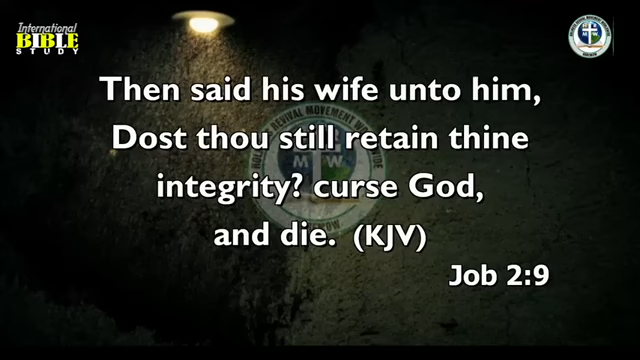 International
BIBLE
STUDY
Then said his wife unto him,
Dost thou still retain thine
integrity? curse God,
and die. (KJV)
Job 2:9